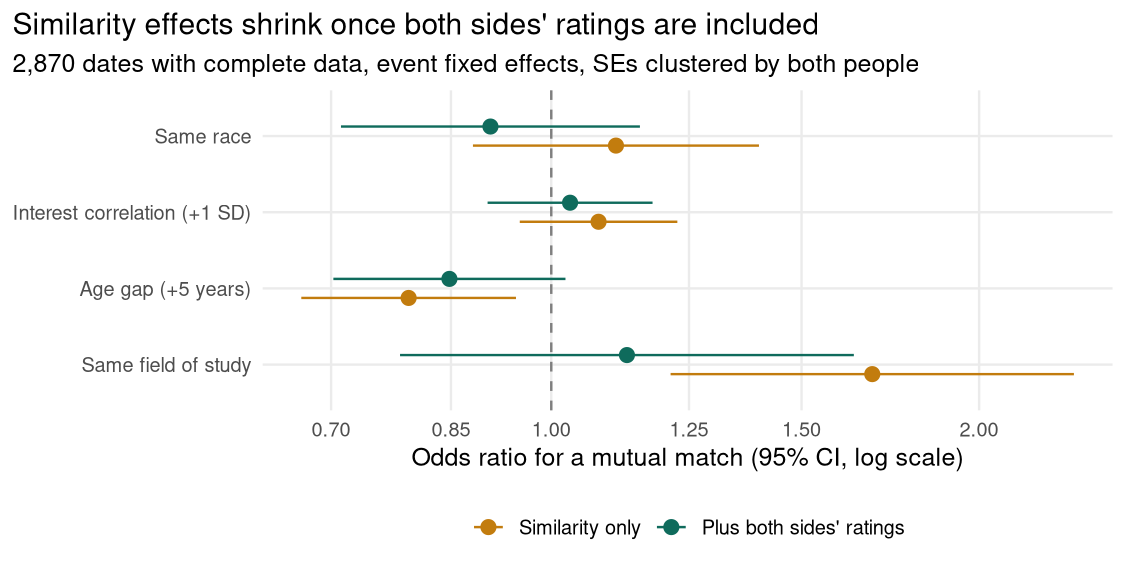 Similarity effects shrink once both sides' ratings are included
2,870 dates with complete data, event fixed effects, SEs clustered by both people
Same race
Interest correlation (+1 SD)
Age gap (+5 years)
Same field of study
0.70 0.85 1.00 1.25 1.50 2.00
Odds ratio for a mutual match (95% CI, log scale)
Similarity only Plus both sides' ratings